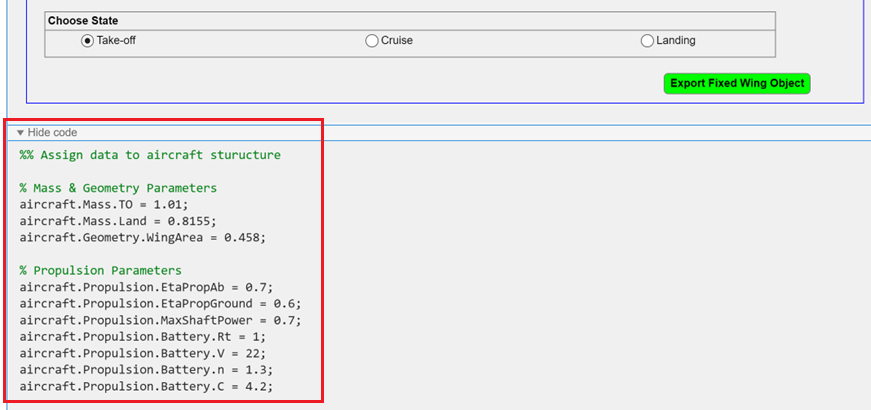 Choose State
Take-off Cruise Landing
Export Fixed Wing Object
Hide code
%% Assign data to aircraft sturucture
% Mass & Geometry Parameters
aircraft.Mass.TO = 1.01;
aircraft.Mass.Land = 0.8155;
aircraft.Geometry.WingArea = 0.458;
% Propulsion Parameters
aircraft.Propulsion.EtaPropAb = 0.7;
aircraft.Propulsion.EtaPropGround = 0.6;
aircraft.Propulsion.MaxShaftPower = 0.7;
aircraft.Propulsion.Battery.Rt = 1;
aircraft.Propulsion.Battery.V = 22;
aircraft.Propulsion.Battery.n = 1.3;
aircraft.Propulsion.Battery.C = 4.2;